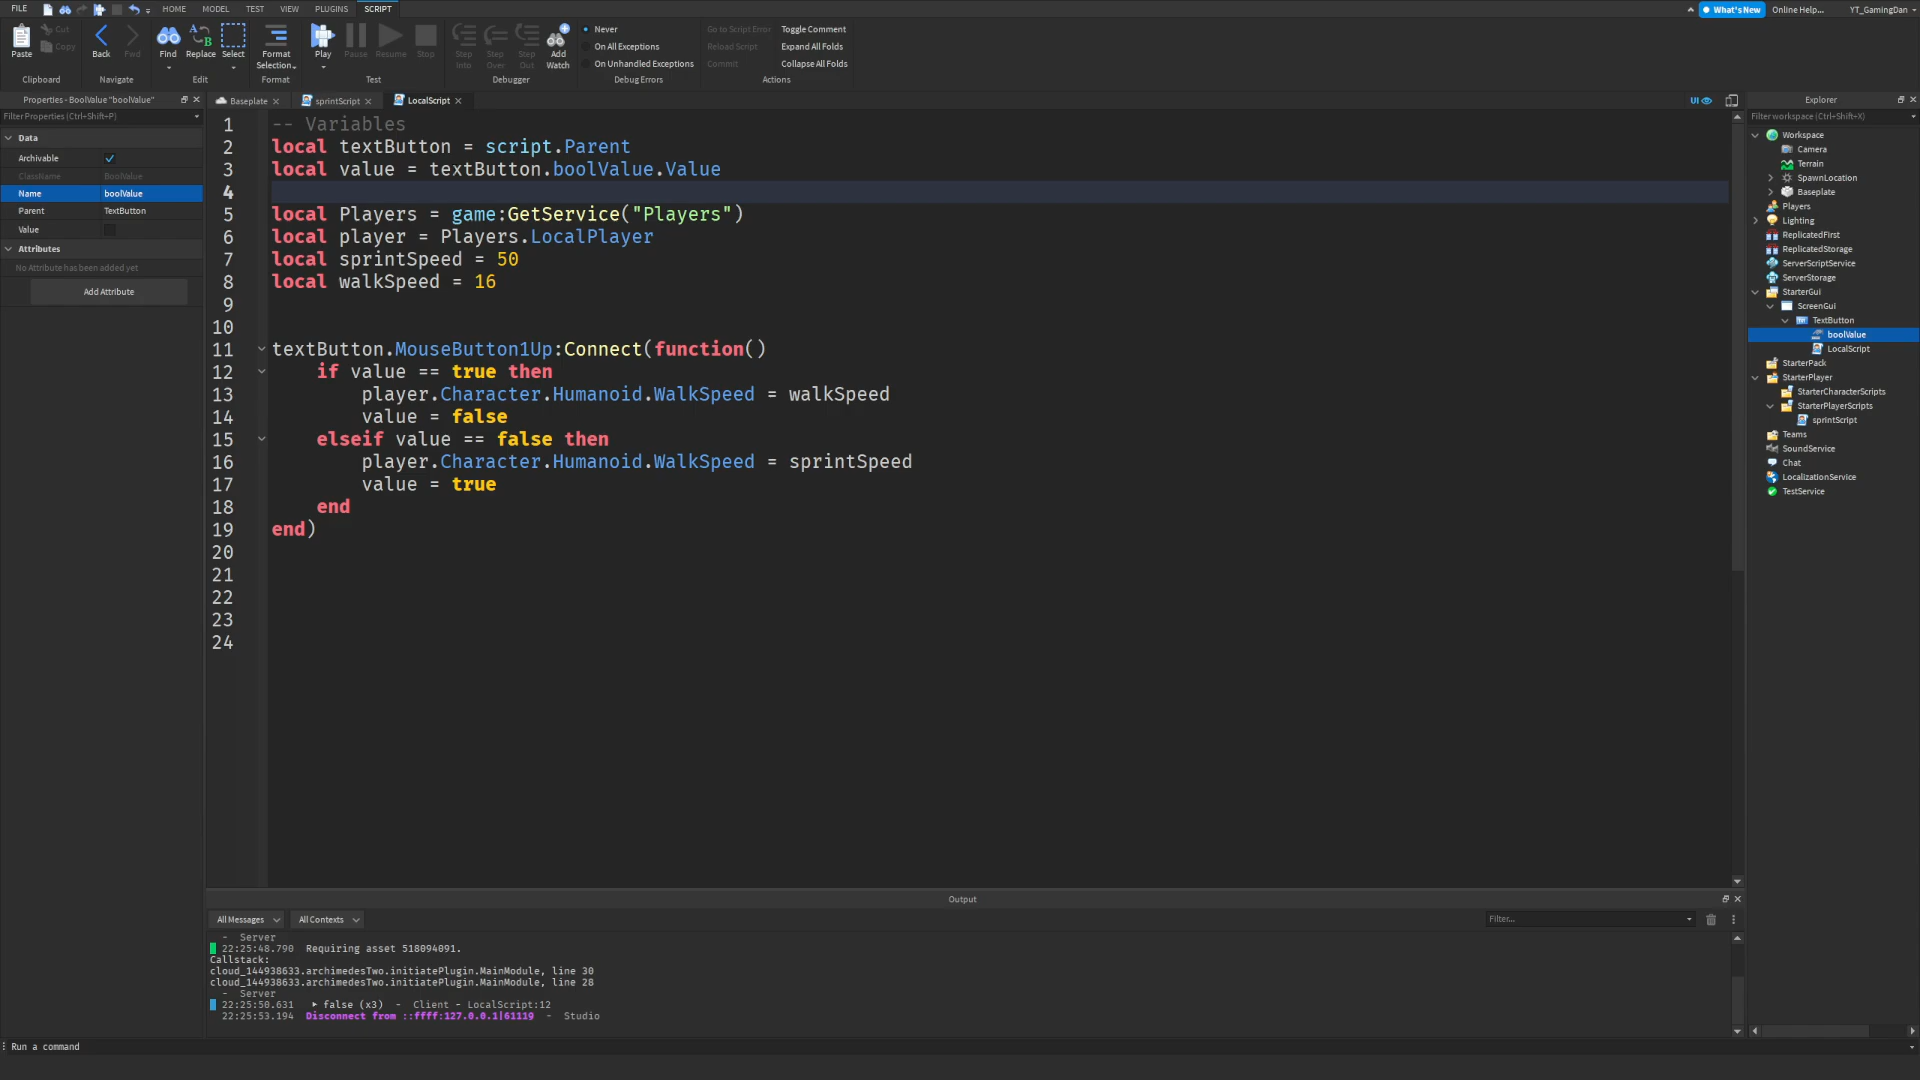 FILE HOME MODEL TEST VIEW PLUGINS SCRIPT What's New Online Help... YT_GamingDan
Paste Cut Copy Back Find Find Replace Select Format Selection... Play Pause Resume Stop Step Into Step Over Step Out Add Watch
Never
On All Exceptions
On Unhandled Exceptions
Go to Script Error
Reload Script
Commit
Toggle Comment
Expand All Folds
Collapse All Folds
Clipboard Navigate Edit Format Test Debugger Debug Errors Actions
Properties - BoolValue "boolValue"
Filter Properties (Ctrl+Shift+P)
Data
Archivable
ClassName BoolValue
Name boolValue
Parent TextButton
Value
Attributes
No Attribute has been added yet
Add Attribute
Baseplate sprintScript LocalScript UI
1 -- Variables
2 local textButton = script.Parent
3 local value = textButton.boolValue.Value
4
5 local Players = game:GetService("Players")
6 local player = Players.LocalPlayer
7 local sprintSpeed = 50
8 local walkSpeed = 16
9
10
11 textButton.MouseButton1Up:Connect(function()
12 if value == true then
13 player.Character.Humanoid.WalkSpeed = walkSpeed
14 value = false
15 elseif value == false then
16 player.Character.Humanoid.WalkSpeed = sprintSpeed
17 value = true
18 end
19 end)
20
21
22
23
24
Output
All Messages All Contexts Filter...
- Server
22:25:48.790 Requiring asset 518094091.
Callstack:
cloud_144938633.archimedesTwo.initiatePlugin.MainModule, line 30
cloud_144938633.archimedesTwo.initiatePlugin.MainModule, line 28
- Server
22:25:50.631 ▶ false (x3) - Client - LocalScript:12
22:25:53.194 Disconnect from ::ffff:127.0.0.1|61119 - Studio
Run a command
Explorer
Filter workspace (Ctrl+Shift+X)
Workspace
Camera
Terrain
SpawnLocation
Baseplate
Players
Lighting
ReplicatedFirst
ReplicatedStorage
ServerScriptService
ServerStorage
StarterGui
ScreenGui
TextButton
boolValue
LocalScript
StarterPack
StarterPlayer
StarterCharacterScripts
StarterPlayerScripts
sprintScript
Teams
SoundService
Chat
LocalizationService
TestService